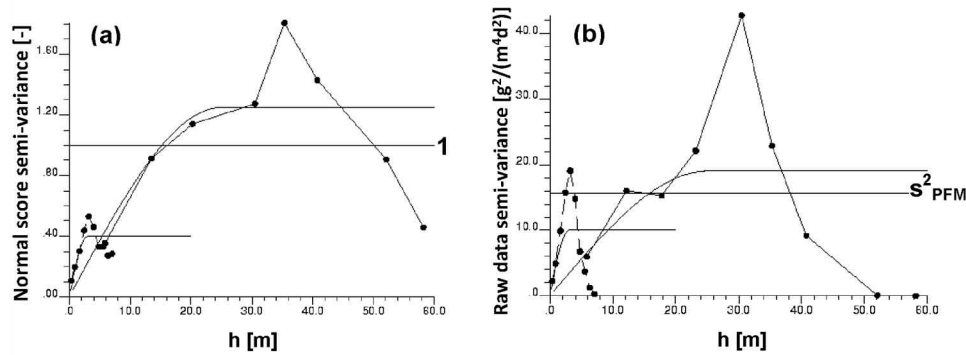 (a)
Normal score semi-variance [-]
1.60
1.20
.80
.40
.00
1
.0 10.0 20.0 30.0 40.0 50.0 60.0
h [m]
(b)
Raw data semi-variance [g²/(m⁴d²)]
40.0
30.0
20.0
10.0
.0
s²PFM
.0 10.0 20.0 30.0 40.0 50.0 60.0
h [m]